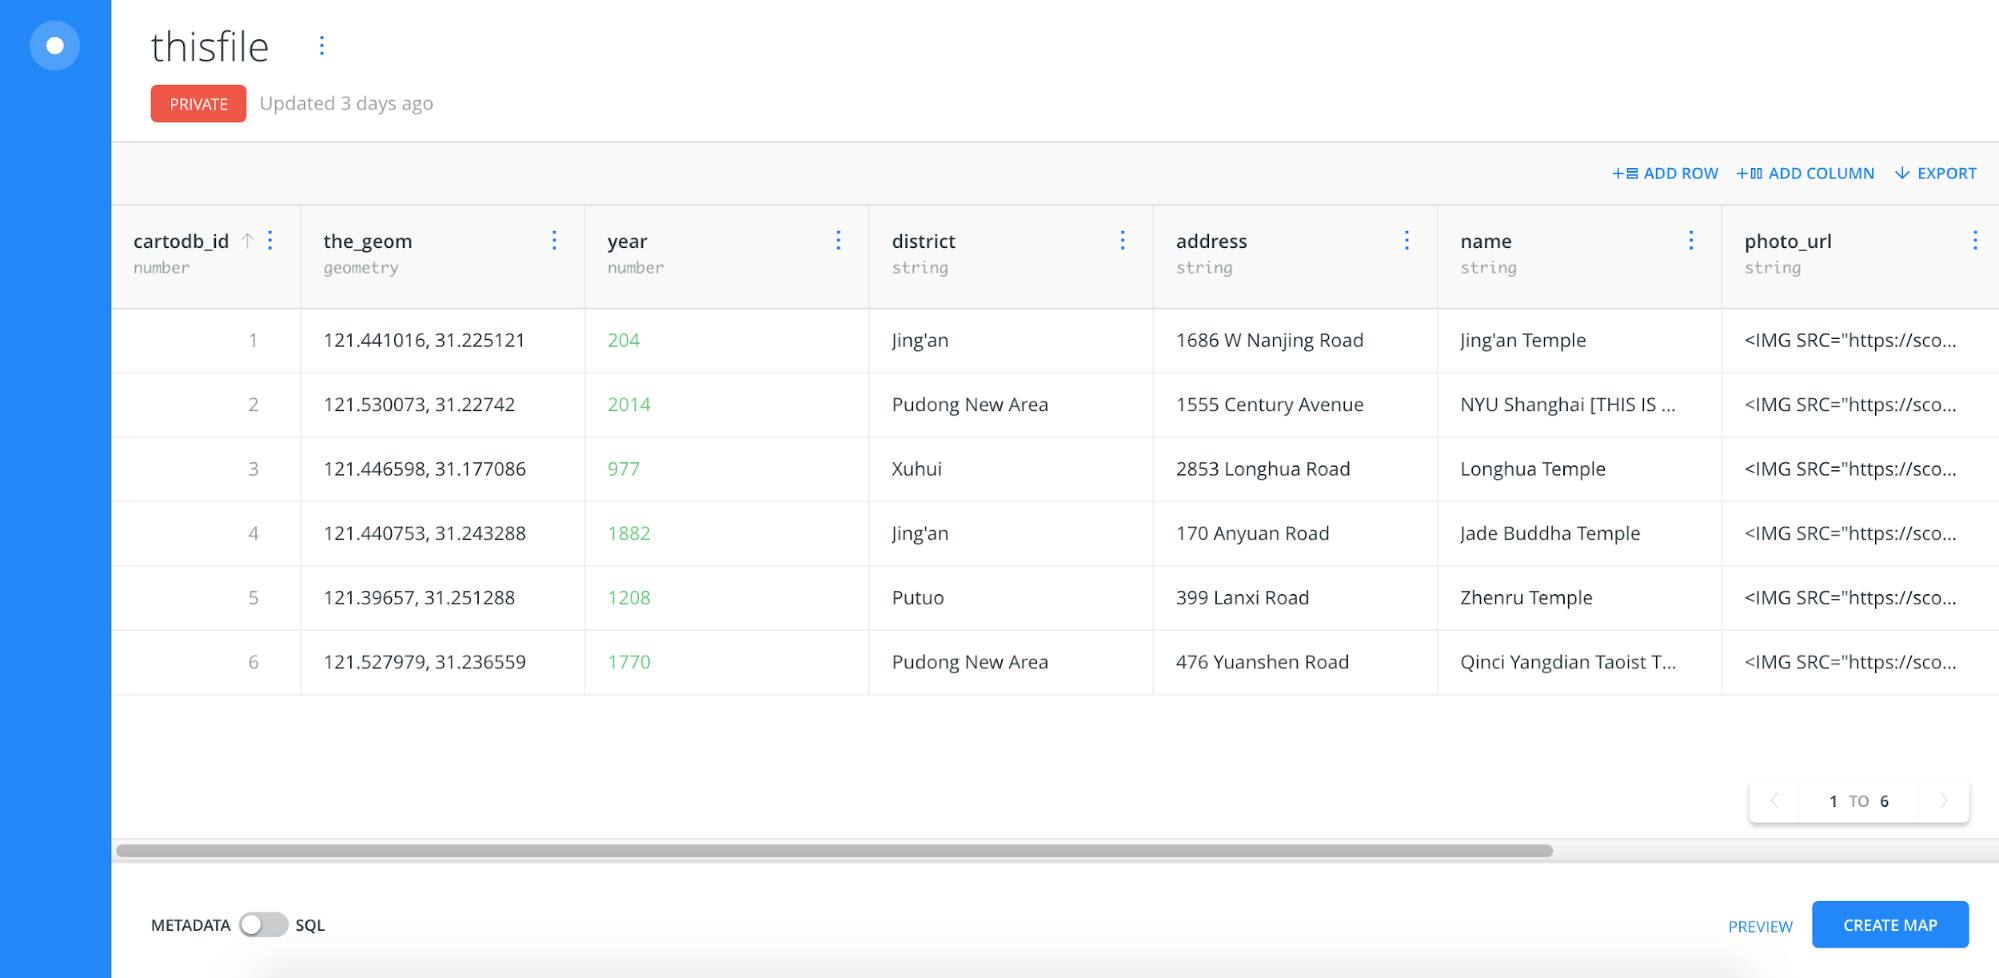 thisfile
PRIVATE Updated 3 days ago
ADD ROW ADD COLUMN EXPORT
cartodb_id the_geom year district address name photo_url
number geometry number string string string string
1 121.441016, 31.225121 204 Jing'an 1686 W Nanjing Road Jing'an Temple <IMG SRC="https://sco...
2 121.530073, 31.22742 2014 Pudong New Area 1555 Century Avenue NYU Shanghai [THIS IS ... <IMG SRC="https://sco...
3 121.446598, 31.177086 977 Xuhui 2853 Longhua Road Longhua Temple <IMG SRC="https://sco...
4 121.440753, 31.243288 1882 Jing'an 170 Anyuan Road Jade Buddha Temple <IMG SRC="https://sco...
5 121.39657, 31.251288 1208 Putuo 399 Lanxi Road Zhenru Temple <IMG SRC="https://sco...
6 121.527979, 31.236559 1770 Pudong New Area 476 Yuanshen Road Qinci Yangdian Taoist T... <IMG SRC="https://sco...
1 TO 6
METADATA SQL PREVIEW CREATE MAP